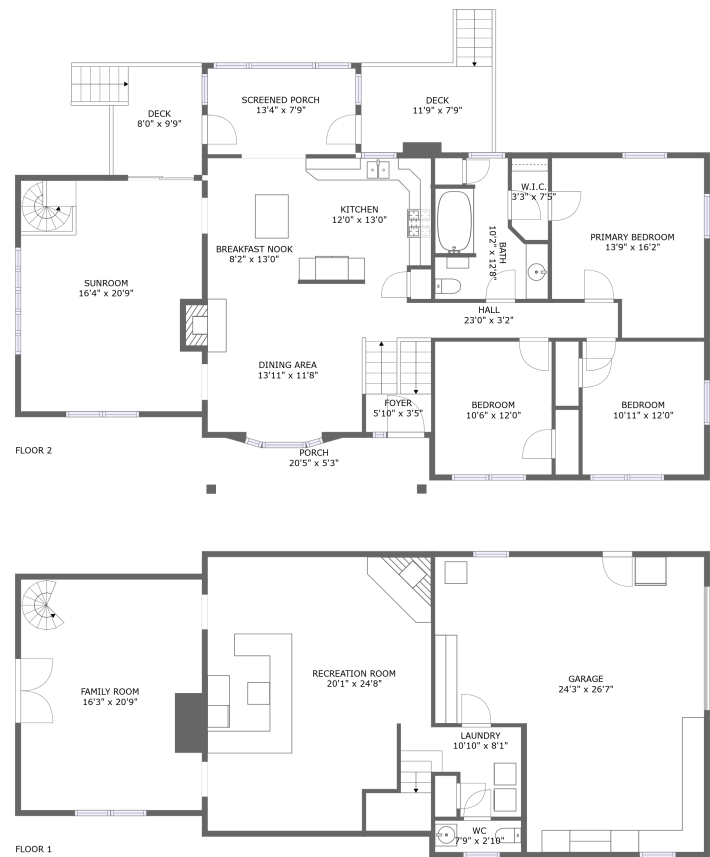 DECK
8'0" x 9'9"
SCREENED PORCH
13'4" x 7'9"
DECK
11'9" x 7'9"
KITCHEN
12'0" x 13'0"
BREAKFAST NOOK
8'2" x 13'0"
W.I.C.
3'3" x 7'5"
BATH
10'2" x 12'8"
PRIMARY BEDROOM
13'9" x 16'2"
SUNROOM
16'4" x 20'9"
HALL
23'0" x 3'2"
DINING AREA
13'11" x 11'8"
FOYER
5'10" x 3'5"
BEDROOM
10'6" x 12'0"
BEDROOM
10'11" x 12'0"
FLOOR 2
PORCH
20'5" x 5'3"
FAMILY ROOM
16'3" x 20'9"
RECREATION ROOM
20'1" x 24'8"
GARAGE
24'3" x 26'7"
LAUNDRY
10'10" x 8'1"
WC
7'9" x 2'10"
FLOOR 1